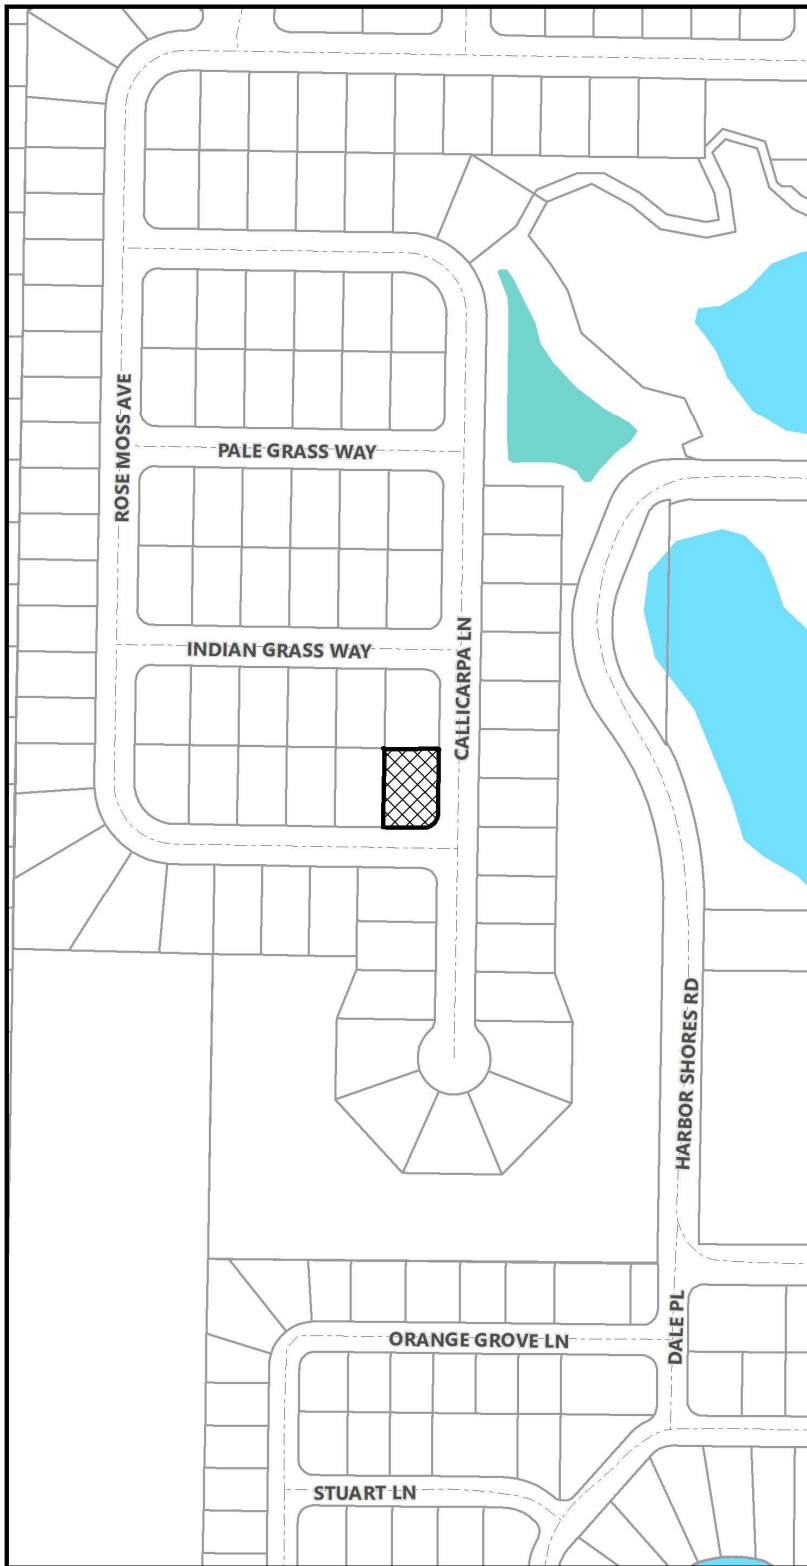 ROSE MOSS AVE
PALE GRASS WAY
INDIAN GRASS WAY
CALLICARPA LN
HARBOR SHORES RD
ORANGE GROVE LN
DALE PL
STUART LN